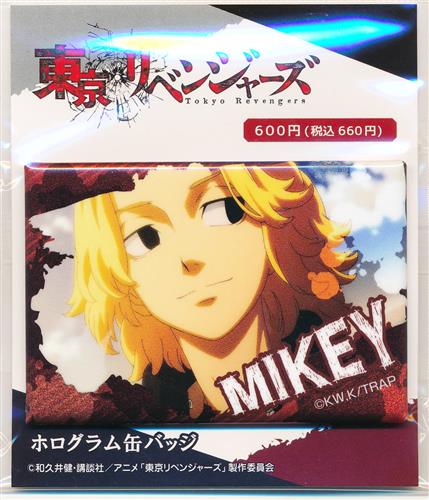 東京リベンジャーズ
Tokyo Revengers
600円(税込 660円)
MIKEY
©KW.K/TRAP
ホログラム缶バッジ
©和久井健・講談社/アニメ「東京リベンジャーズ」製作委員会